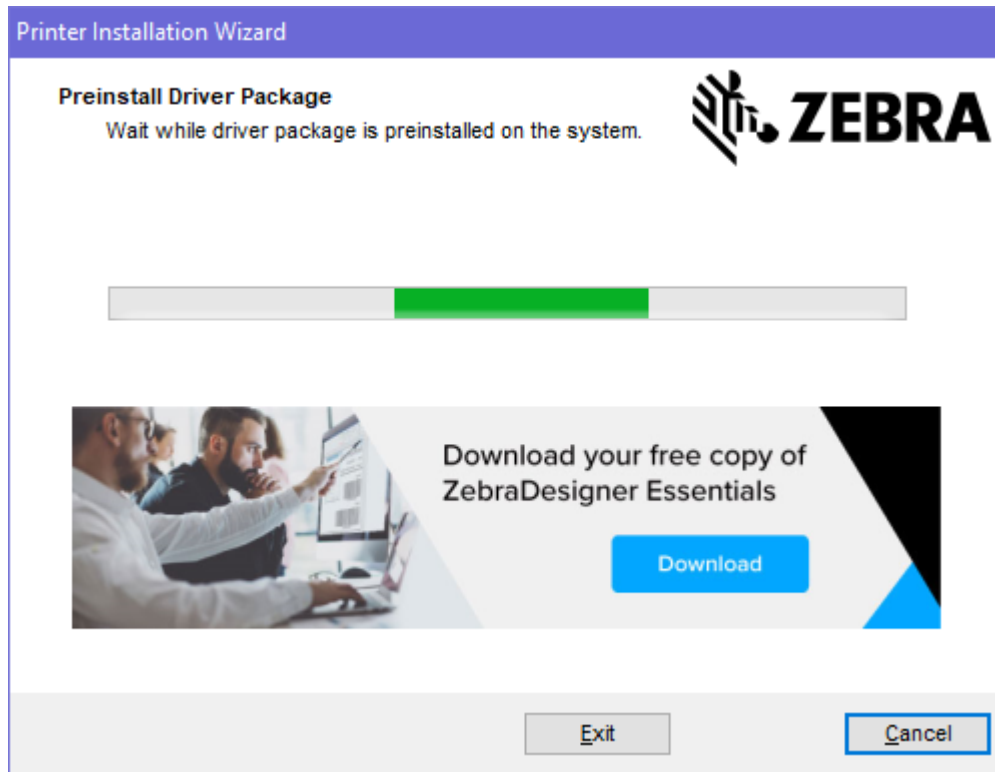 Printer Installation Wizard
Preinstall Driver Package
Wait while driver package is preinstalled on the system.
ZEBRA
Download your free copy of
ZebraDesigner Essentials
Download
Exit
Cancel